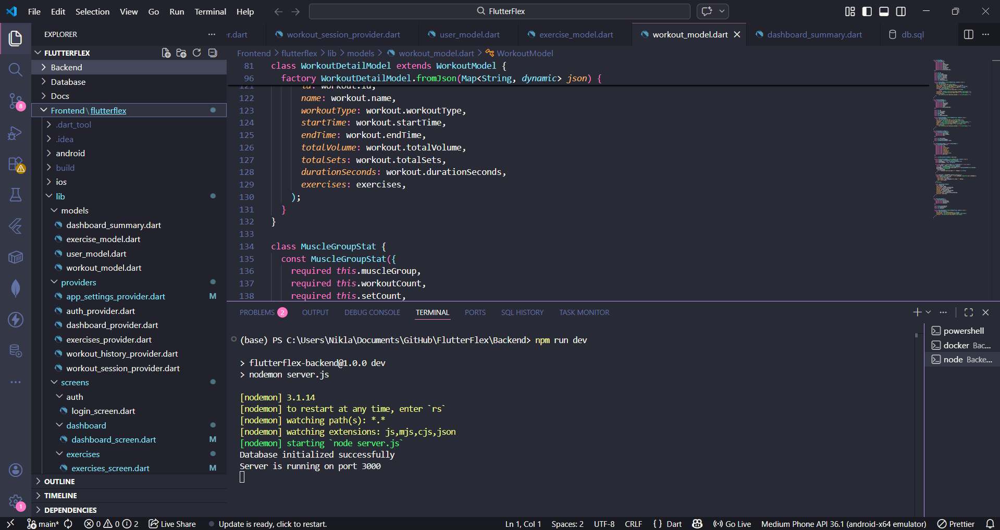 File Edit Selection View Go Run Terminal Help
FlutterFlex
EXPLORER
r.dart
workout_session_provider.dart
user_model.dart
exercise_model.dart
workout_model.dart
dashboard_summary.dart
db.sql
FLUTTERFLEX
Backend
Database
Docs
Frontend\flutterflex
.dart_tool
.idea
android
build
ios
lib
models
dashboard_summary.dart
exercise_model.dart
user_model.dart
workout_model.dart
providers
app_settings_provider.dart M
auth_provider.dart
dashboard_provider.dart
exercises_provider.dart
workout_history_provider.dart
workout_session_provider.dart
screens
auth
login_screen.dart
dashboard
dashboard_screen.dart M
exercises
exercises_screen.dart M
OUTLINE
TIMELINE
DEPENDENCIES
8
1
Frontend > flutterflex > lib > models > workout_model.dart > WorkoutModel
81 class WorkoutDetailModel extends WorkoutModel {
96 factory WorkoutDetailModel.fromJson(Map<String, dynamic> json) {
121 id: workout.id,
122 name: workout.name,
123 workoutType: workout.workoutType,
124 startTime: workout.startTime,
125 endTime: workout.endTime,
126 totalVolume: workout.totalVolume,
127 totalSets: workout.totalSets,
128 durationSeconds: workout.durationSeconds,
129 exercises: exercises,
130 );
131 }
132 }
133
134 class MuscleGroupStat {
135 const MuscleGroupStat({
136 required this.muscleGroup,
137 required this.workoutCount,
138 required this.setCount,
PROBLEMS 2 OUTPUT DEBUG CONSOLE TERMINAL PORTS SQL HISTORY TASK MONITOR
(base) PS C:\Users\Nikla\Documents\GitHub\FlutterFlex\Backend> npm run dev
> flutterflex-backend@1.0.0 dev
> nodemon server.js
[nodemon] 3.1.14
[nodemon] to restart at any time, enter `rs`
[nodemon] watching path(s): *.*
[nodemon] watching extensions: js,mjs,cjs,json
[nodemon] starting `node server.js`
Database initialized successfully
Server is running on port 3000
powershell
docker Bac...
node Backe...
main* 0 0 2 Live Share Update is ready, click to restart. Ln 1, Col 1 Spaces: 2 UTF-8 CRLF {} Dart Go Live Medium Phone API 36.1 (android-x64 emulator) Prettier